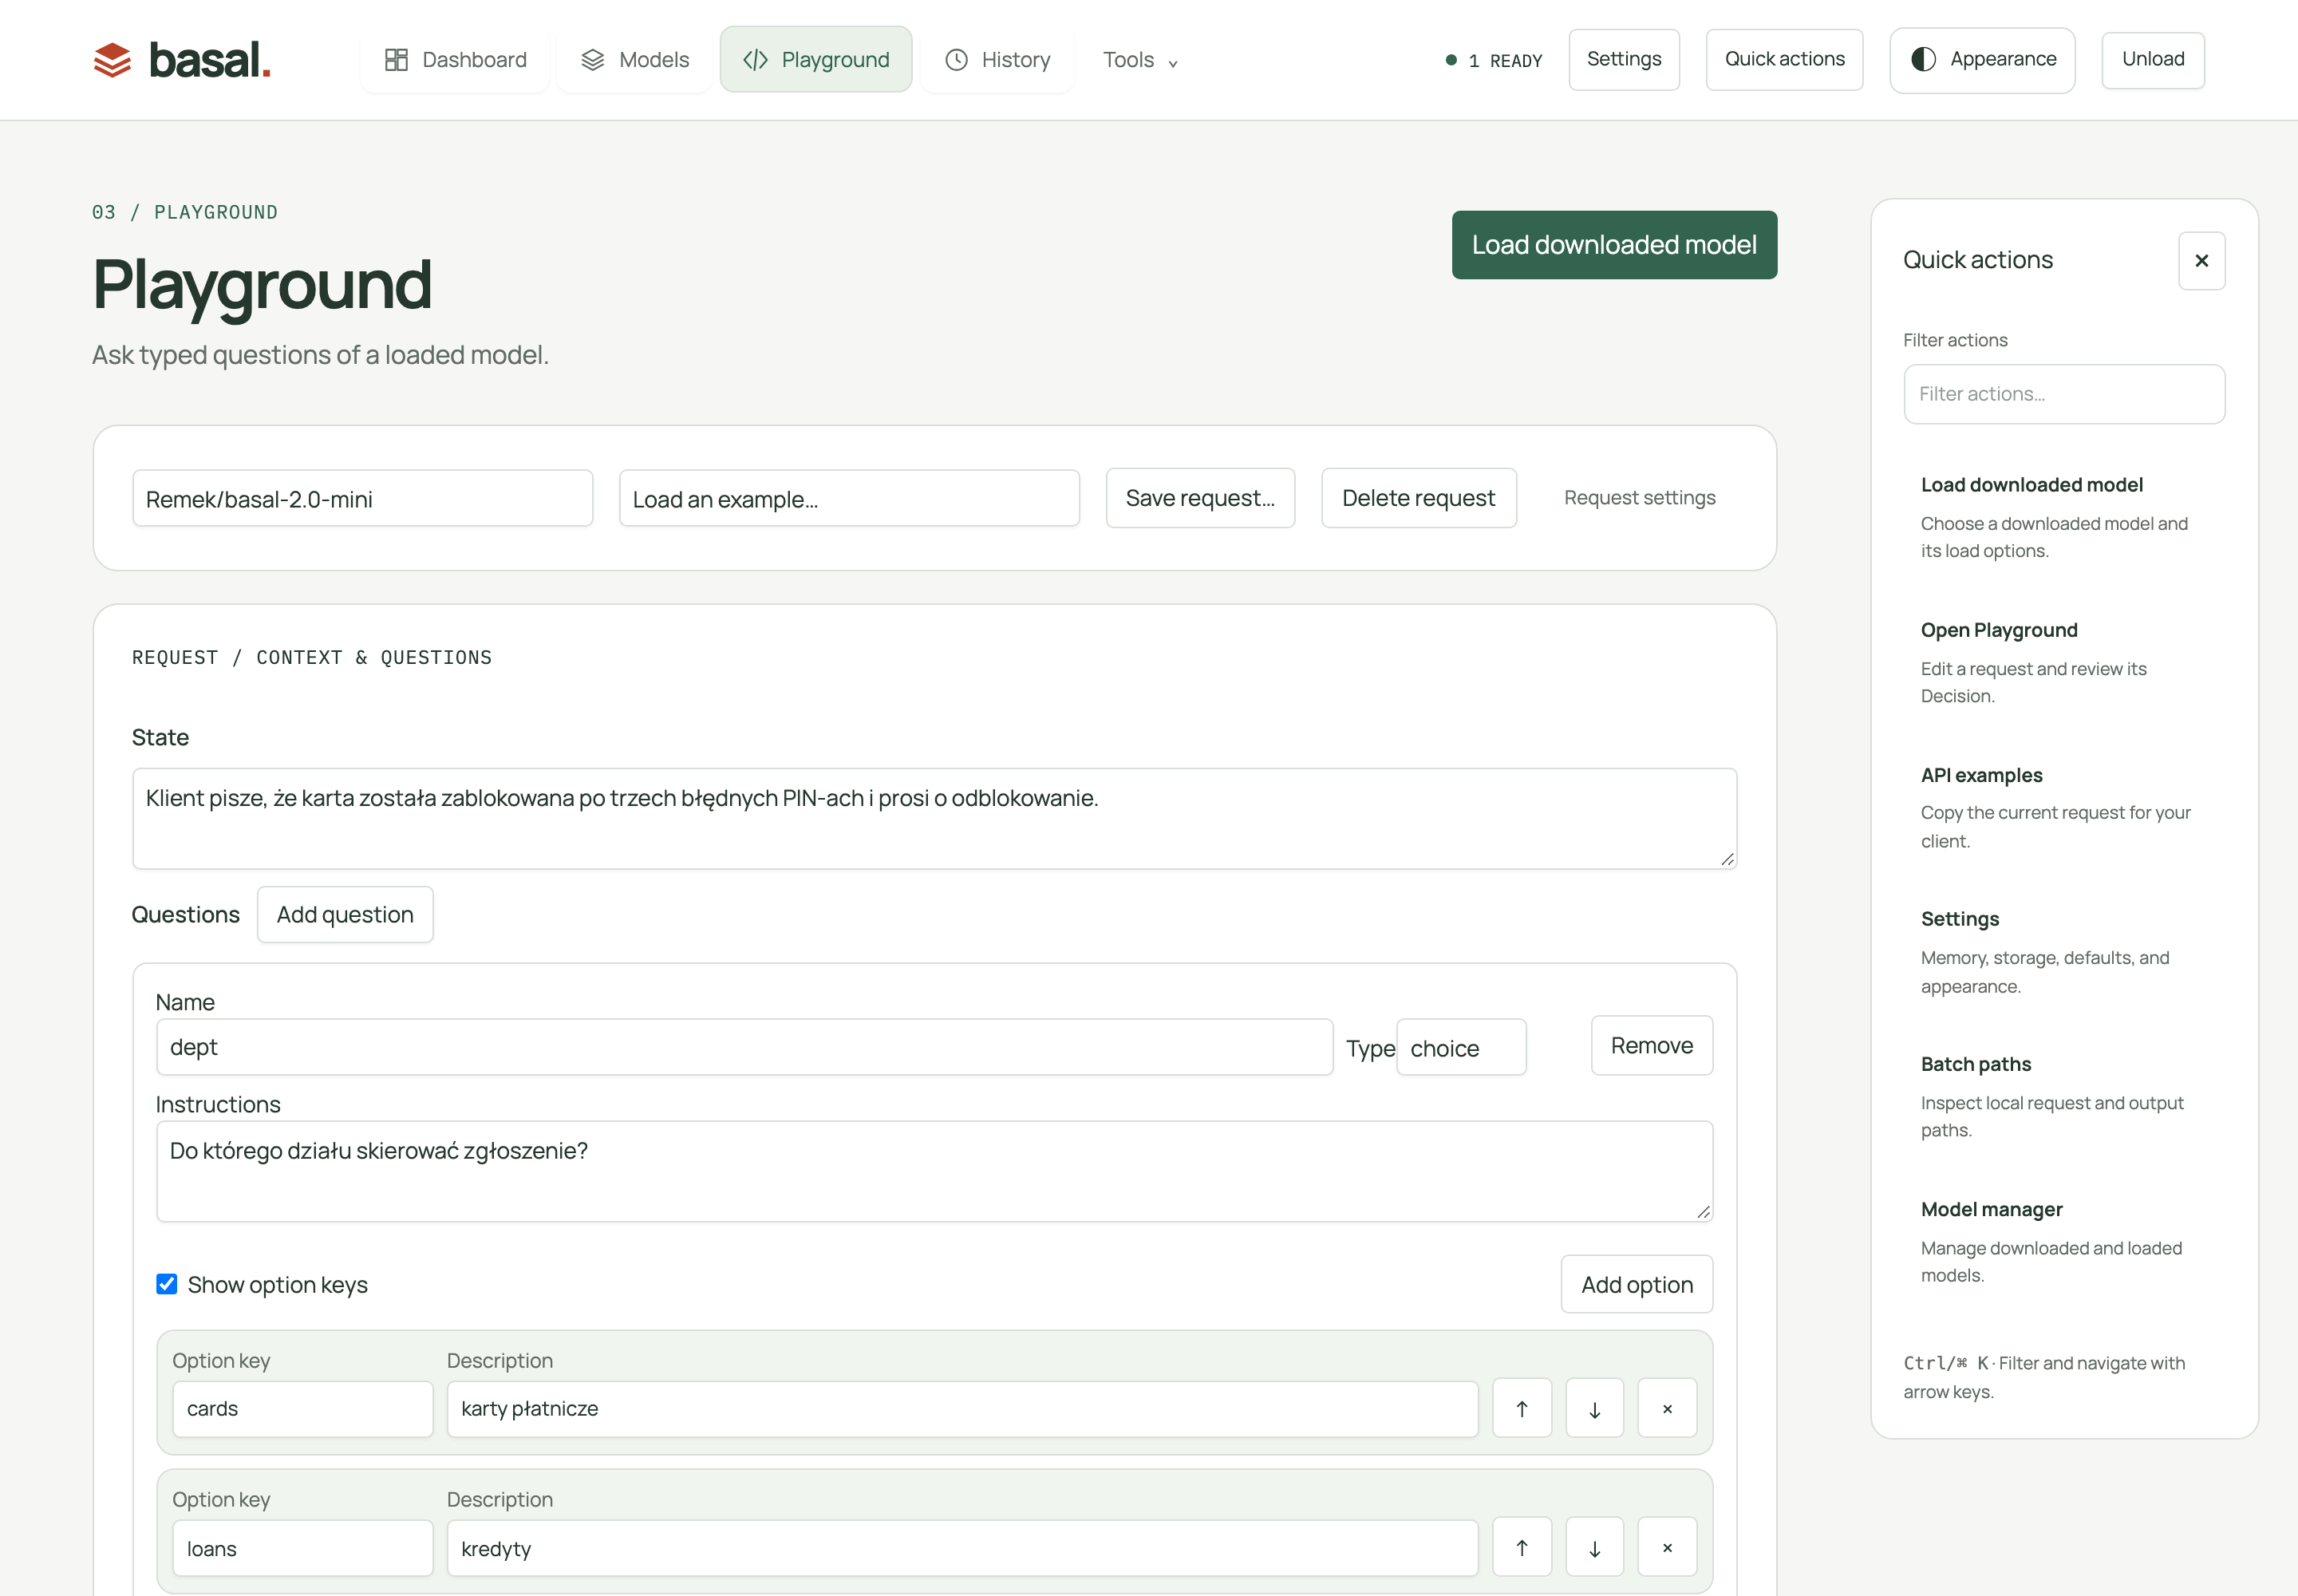 basal.
Dashboard
Models
Playground
History
Tools
1 READY
Settings
Quick actions
Appearance
Unload
03 / PLAYGROUND
Playground
Ask typed questions of a loaded model.
Load downloaded model
Remek/basal-2.0-mini
Load an example...
Save request...
Delete request
Request settings
REQUEST / CONTEXT & QUESTIONS
State
Klient pisze, że karta została zablokowana po trzech błędnych PIN-ach i prosi o odblokowanie.
Questions
Add question
Name
dept
Type
choice
Remove
Instructions
Do którego działu skierować zgłoszenie?
Show option keys
Add option
Option key
Description
cards
karty płatnicze
↑
↓
×
Option key
Description
loans
kredyty
↑
↓
×
Quick actions
×
Filter actions
Filter actions...
Load downloaded model
Choose a downloaded model and
its load options.
Open Playground
Edit a request and review its
Decision.
API examples
Copy the current request for your
client.
Settings
Memory, storage, defaults, and
appearance.
Batch paths
Inspect local request and output
paths.
Model manager
Manage downloaded and loaded
models.
Ctrl/⌘ K · Filter and navigate with
arrow keys.